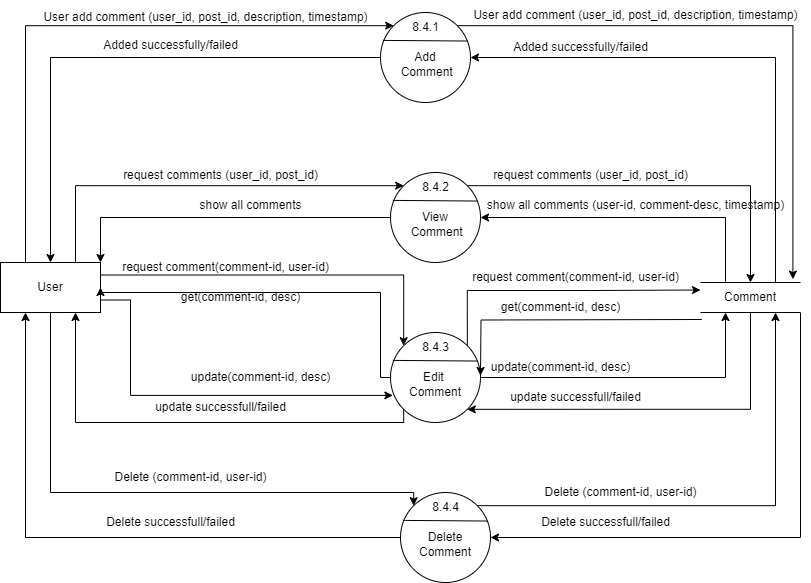 User add comment (user_id, post_id, description, timestamp)
User add comment (user_id, post_id, description, timestamp)
8.4.1
Added successfully/failed
Added successfully/failed
Add
Comment
request comments (user_id, post_id)
request comments (user_id, post_id)
8.4.2
show all comments
show all comments (user-id, comment-desc, timestamp)
View
Comment
request comment(comment-id, user-id)
request comment(comment-id, user-id)
User
Comment
get(comment-id, desc)
get(comment-id, desc)
8.4.3
Edit
Comment
update(comment-id, desc)
update(comment-id, desc)
update successfull/failed
update successfull/failed
Delete (comment-id, user-id)
Delete (comment-id, user-id)
8.4.4
Delete successfull/failed
Delete successfull/failed
Delete
Comment